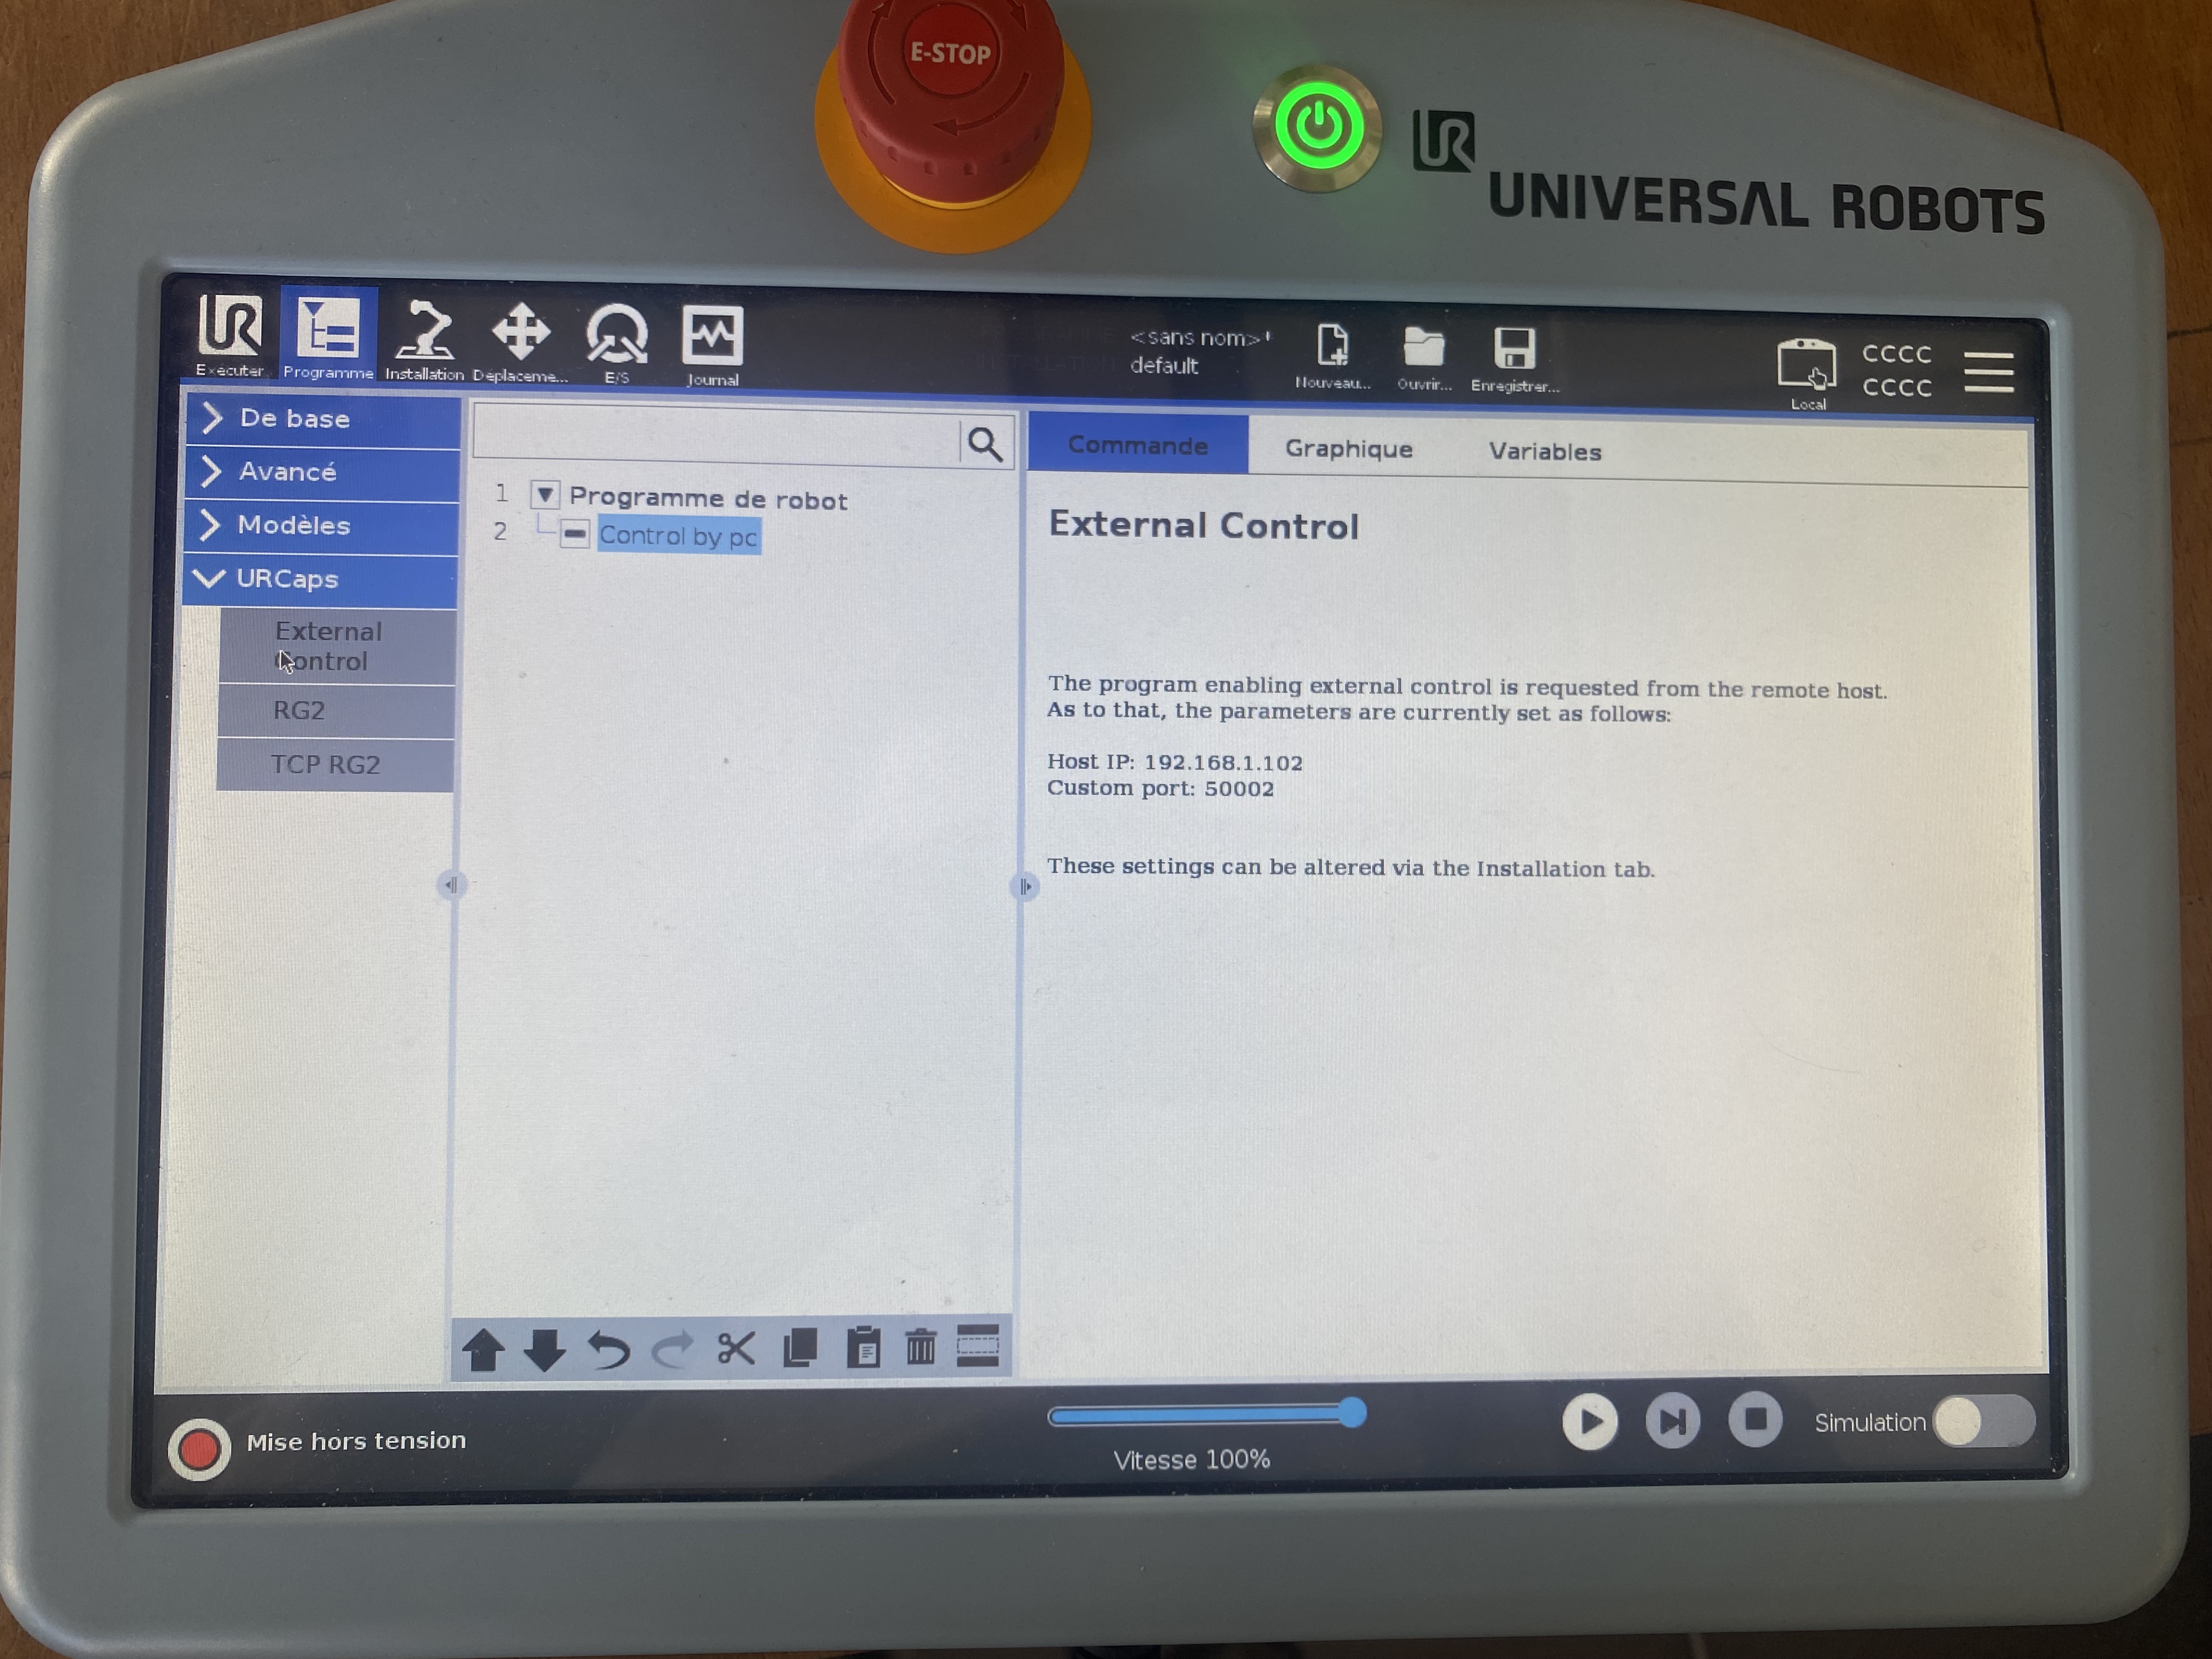 E-STOP
UR
UNIVERSAL ROBOTS
UR
Exécuter
Programme
Installation
Déplaceme...
E/S
Journal
<sans nom>*
default
Nouveau...
Ouvrir...
Enregistrer...
Local
CCCC
CCCC
De base
Avancé
Modèles
URCaps
External
Control
RG2
TCP RG2
1 Programme de robot
2 Control by pc
Commande
Graphique
Variables
External Control
The program enabling external control is requested from the remote host.
As to that, the parameters are currently set as follows:
Host IP: 192.168.1.102
Custom port: 50002
These settings can be altered via the Installation tab.
Mise hors tension
Vitesse 100%
Simulation